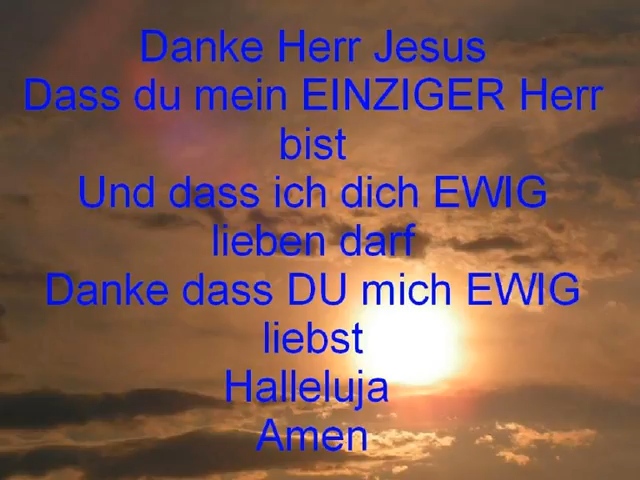 Danke Herr Jesus
Dass du mein EINZIGER Herr
bist
Und dass ich dich EWIG
lieben darf
Danke dass DU mich EWIG
liebst
Halleluja
Amen